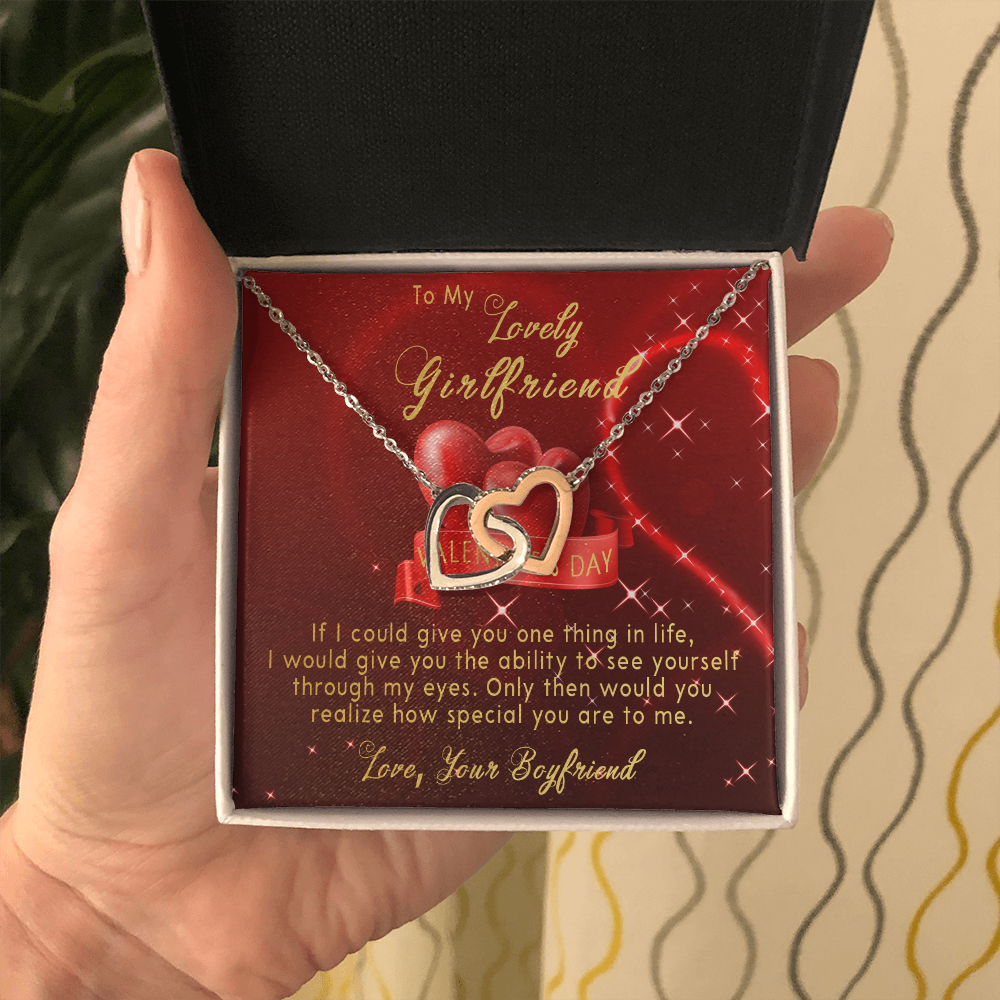 To My
Lovely
Girlfriend
VALEN S DAY
If I could give you one thing in life,
I would give you the ability to see yourself
through my eyes. Only then would you
realize how special you are to me.
Love, Your Boyfriend